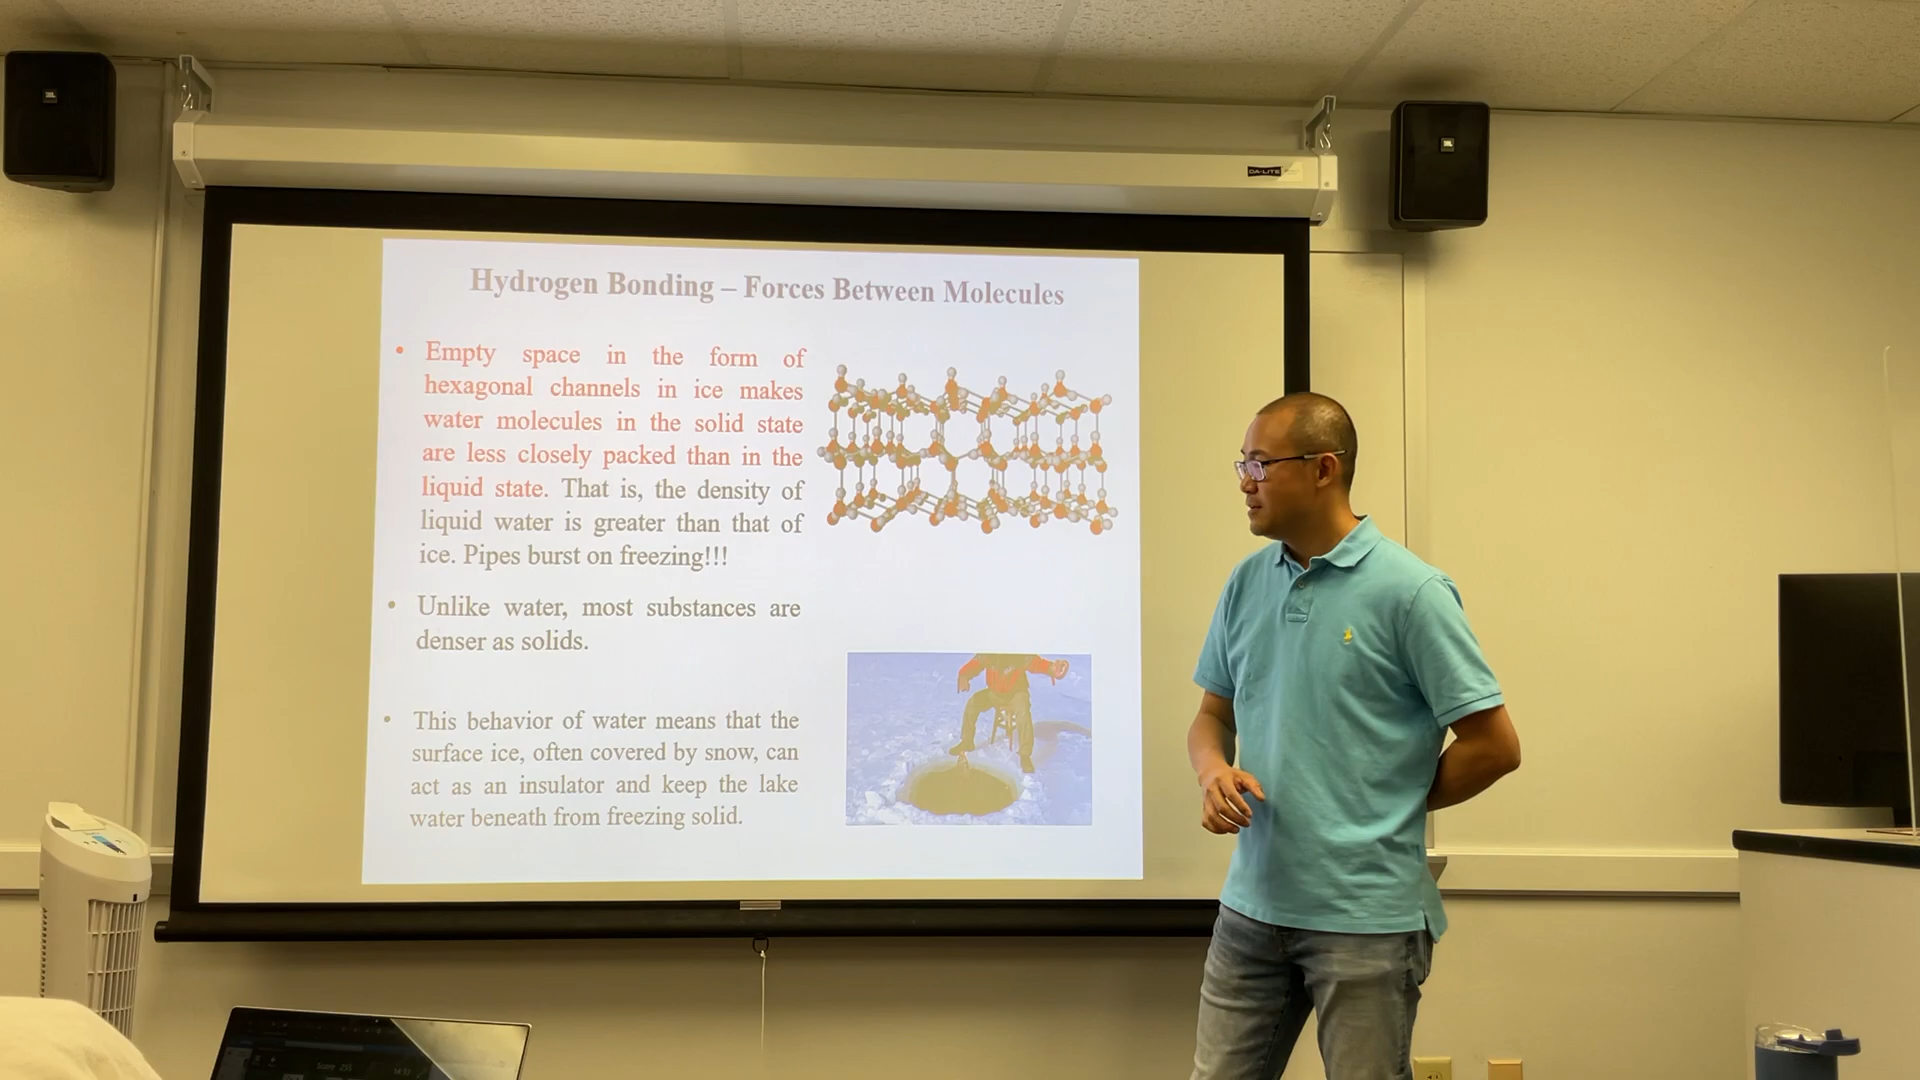 JBL
JBL
DA-LITE
Hydrogen Bonding – Forces Between Molecules
• Empty space in the form of
hexagonal channels in ice makes
water molecules in the solid state
are less closely packed than in the
liquid state. That is, the density of
liquid water is greater than that of
ice. Pipes burst on freezing!!!
• Unlike water, most substances are
denser as solids.
• This behavior of water means that the
surface ice, often covered by snow, can
act as an insulator and keep the lake
water beneath from freezing solid.